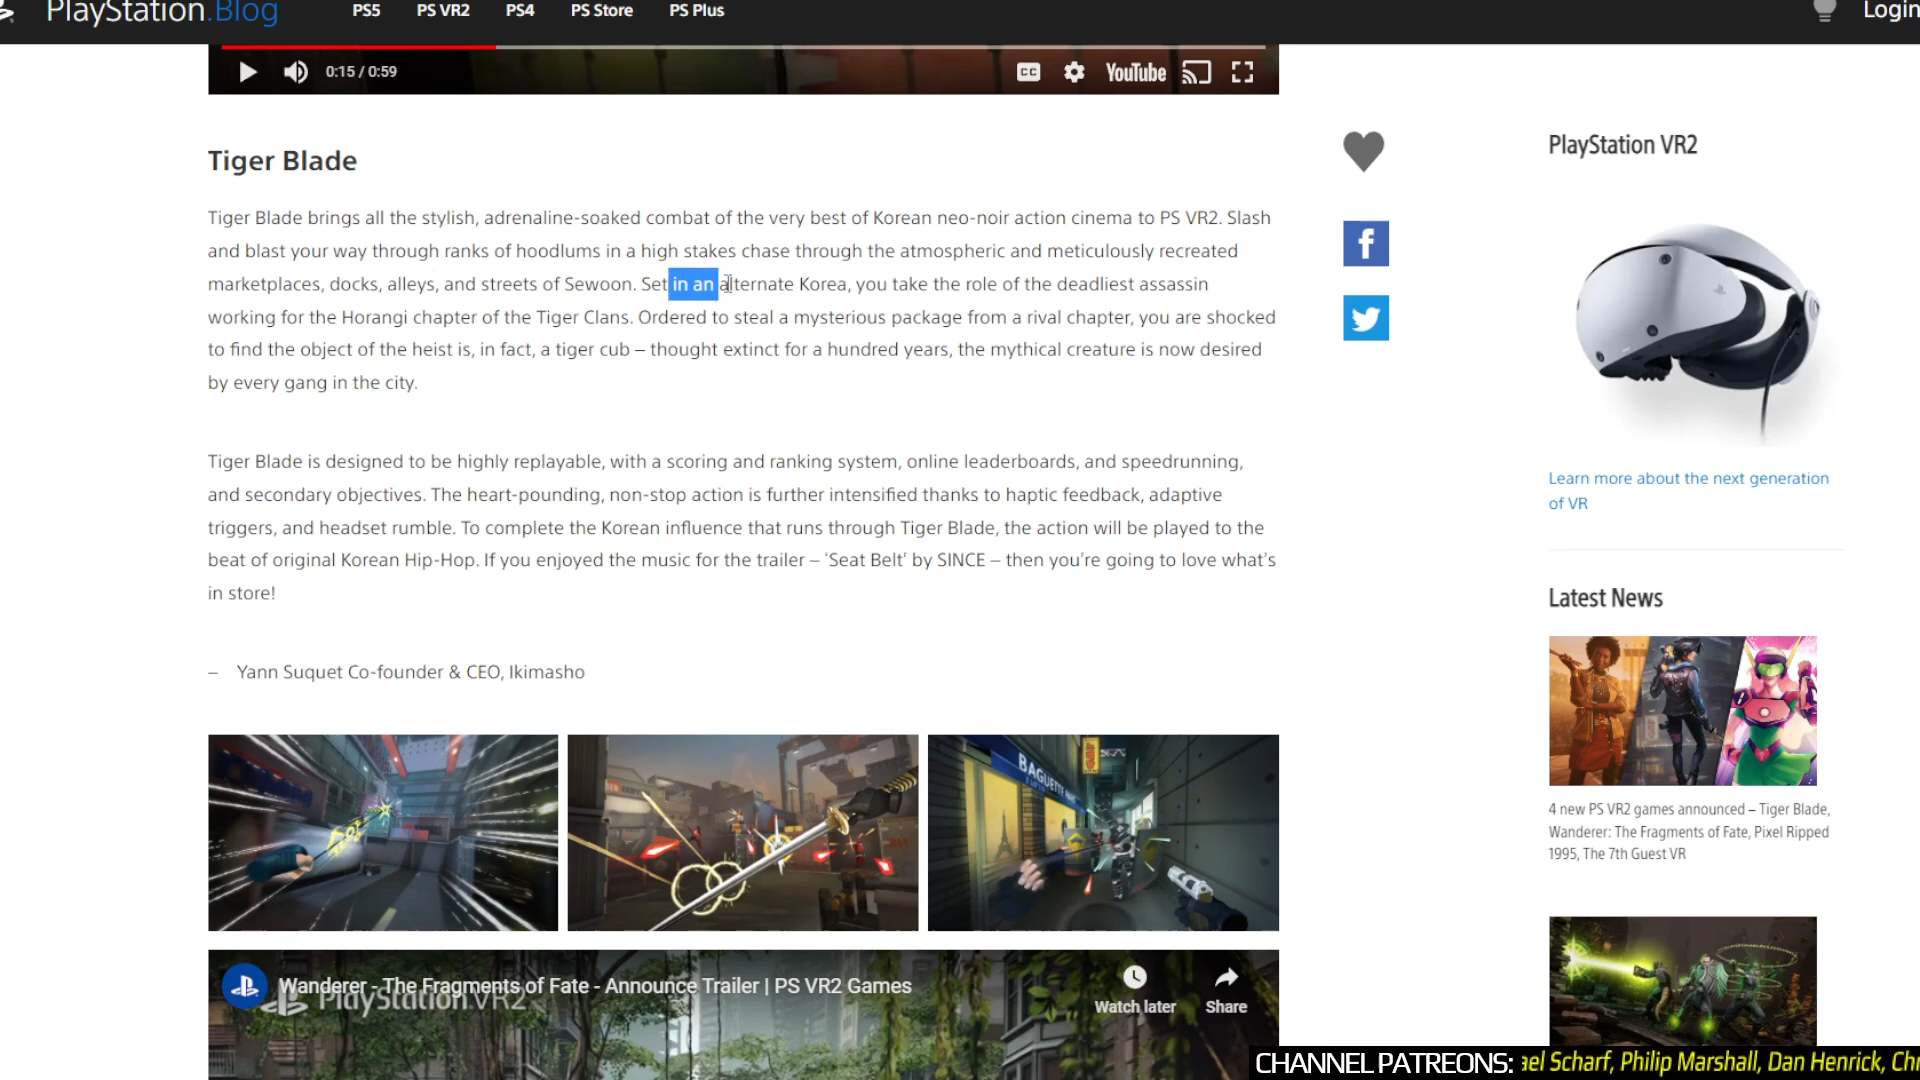 PlayStation.Blog
PS5
PS VR2
PS4
PS Store
PS Plus
Login
0:15 / 0:59
CC
YouTube
Tiger Blade
Tiger Blade brings all the stylish, adrenaline-soaked combat of the very best of Korean neo-noir action cinema to PS VR2. Slash
and blast your way through ranks of hoodlums in a high stakes chase through the atmospheric and meticulously recreated
marketplaces, docks, alleys, and streets of Sewoon. Set in an alternate Korea, you take the role of the deadliest assassin
working for the Horangi chapter of the Tiger Clans. Ordered to steal a mysterious package from a rival chapter, you are shocked
to find the object of the heist is, in fact, a tiger cub – thought extinct for a hundred years, the mythical creature is now desired
by every gang in the city.
Tiger Blade is designed to be highly replayable, with a scoring and ranking system, online leaderboards, and speedrunning,
and secondary objectives. The heart-pounding, non-stop action is further intensified thanks to haptic feedback, adaptive
triggers, and headset rumble. To complete the Korean influence that runs through Tiger Blade, the action will be played to the
beat of original Korean Hip-Hop. If you enjoyed the music for the trailer – ‘Seat Belt’ by SINCE – then you’re going to love what’s
in store!
– Yann Suquet Co-founder & CEO, Ikimasho
BAGUETTE
Wanderer - The Fragments of Fate - Announce Trailer | PS VR2 Games
PlayStation VR2
Watch later
Share
PlayStation VR2
Learn more about the next generation
of VR
Latest News
4 new PS VR2 games announced – Tiger Blade,
Wanderer: The Fragments of Fate, Pixel Ripped
1995, The 7th Guest VR
CHANNEL PATREONS: ael Scharf, Philip Marshall, Dan Henrick, Chr